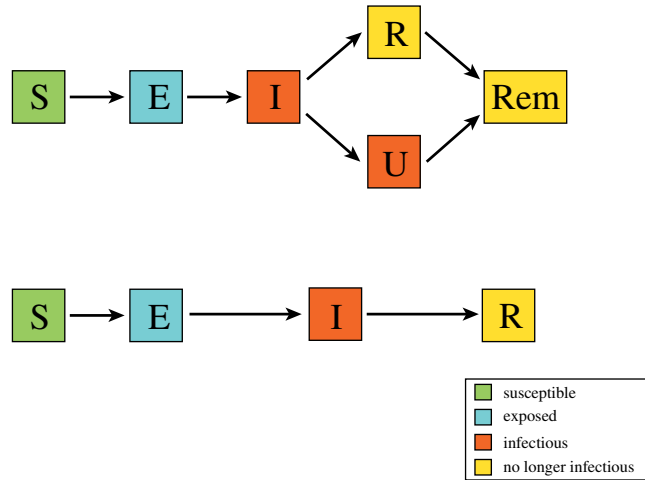 R
S E I Rem
U
S E I R
susceptible
exposed
infectious
no longer infectious